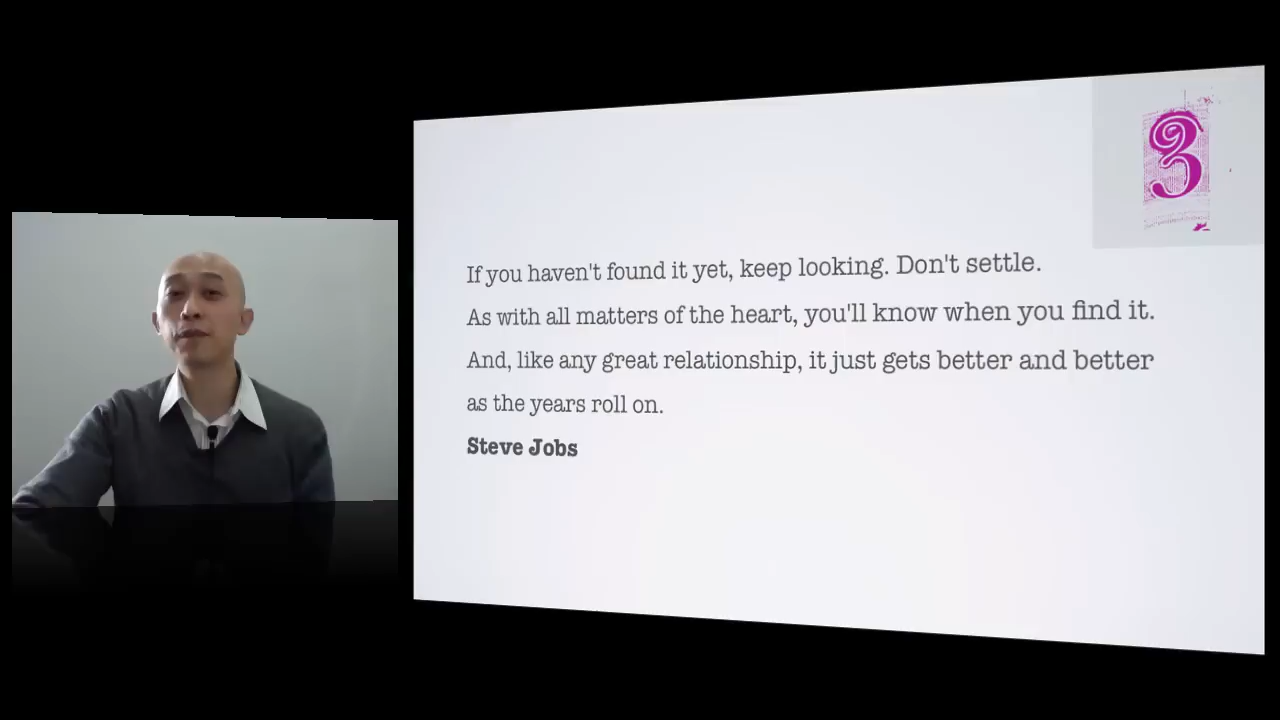 3
If you haven't found it yet, keep looking. Don't settle.
As with all matters of the heart, you'll know when you find it.
And, like any great relationship, it just gets better and better
as the years roll on.
Steve Jobs